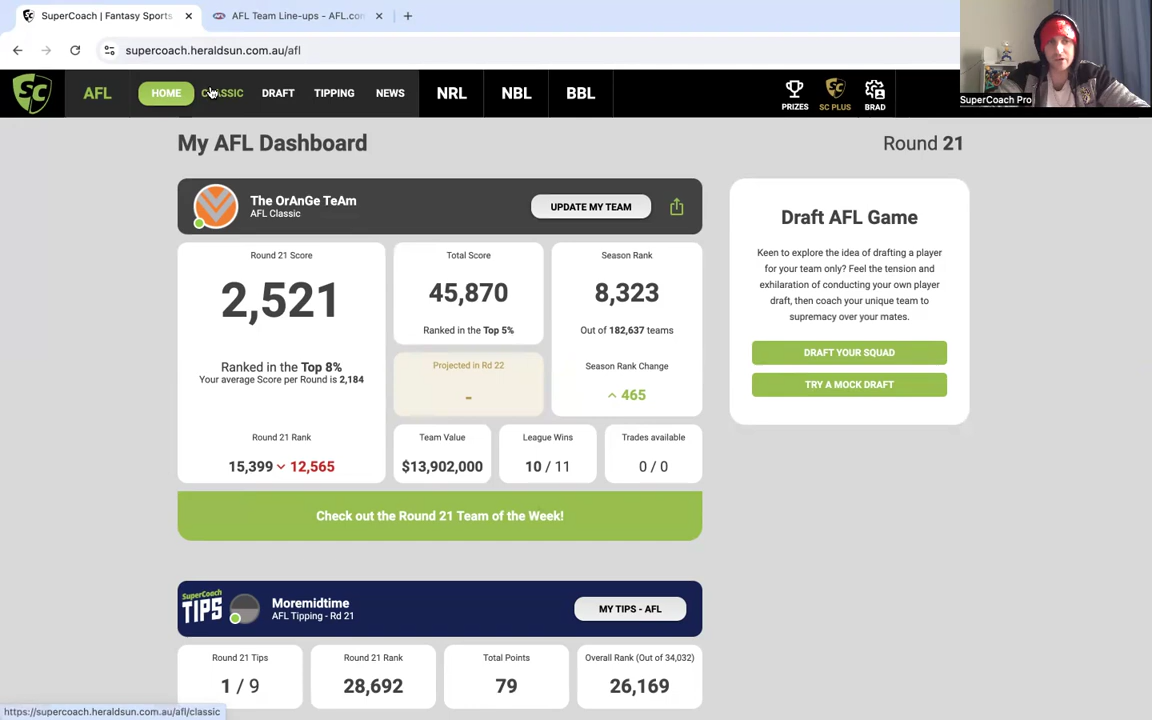 SuperCoach | Fantasy Sports
AFL Team Line-ups - AFL.con
supercoach.heraldsun.com.au/afl
SuperCoach Pro
SC
AFL
HOME
CLASSIC
DRAFT
TIPPING
NEWS
NRL
NBL
BBL
PRIZES
SC PLUS
BRAD
My AFL Dashboard
Round 21
The OrAnGe TeAm
AFL Classic
UPDATE MY TEAM
Round 21 Score
2,521
Ranked in the Top 8%
Your average Score per Round is 2,184
Round 21 Rank
15,399 12,565
Total Score
45,870
Ranked in the Top 5%
Projected in Rd 22
-
Season Rank
8,323
Out of 182,637 teams
Season Rank Change
465
Team Value
$13,902,000
League Wins
10 / 11
Trades available
0 / 0
Check out the Round 21 Team of the Week!
Draft AFL Game
Keen to explore the idea of drafting a player
for your team only? Feel the tension and
exhilaration of conducting your own player
draft, then coach your unique team to
supremacy over your mates.
DRAFT YOUR SQUAD
TRY A MOCK DRAFT
SuperCoach
TIPS
Moremidtime
AFL Tipping - Rd 21
MY TIPS - AFL
Round 21 Tips
1 / 9
Round 21 Rank
28,692
Total Points
79
Overall Rank (Out of 34,032)
26,169
https://supercoach.heraldsun.com.au/afl/classic